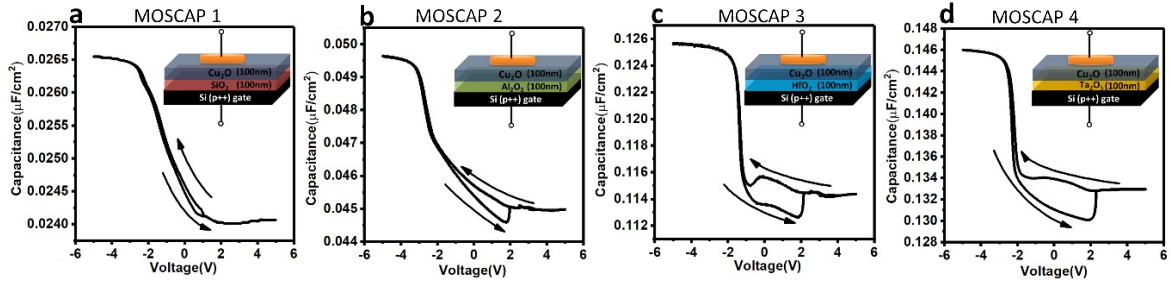 a MOSCAP 1
Capacitance(μF/cm²)
0.0270
0.0265
0.0260
0.0255
0.0250
0.0245
0.0240
-6 -4 -2 0 2 4 6
Voltage(V)
Cu₂O (100nm)
SiO₂ (100nm)
Si (p++) gate
b MOSCAP 2
Capacitance(μF/cm²)
0.050
0.049
0.048
0.047
0.046
0.045
0.044
-6 -4 -2 0 2 4 6
Voltage(V)
Cu₂O (100nm)
Al₂O₃ (100nm)
Si (p++) gate
c MOSCAP 3
Capacitance(μF/cm²)
0.126
0.124
0.122
0.120
0.118
0.116
0.114
0.112
-6 -4 -2 0 2 4 6
Voltage(V)
Cu₂O (100nm)
HfO₂ (100nm)
Si (p++) gate
d MOSCAP 4
Capacitance(μF/cm²)
0.148
0.146
0.144
0.142
0.140
0.138
0.136
0.134
0.132
0.130
0.128
-6 -4 -2 0 2 4 6
Voltage(V)
Cu₂O (100nm)
Ta₂O₅ (100nm)
Si (p++) gate